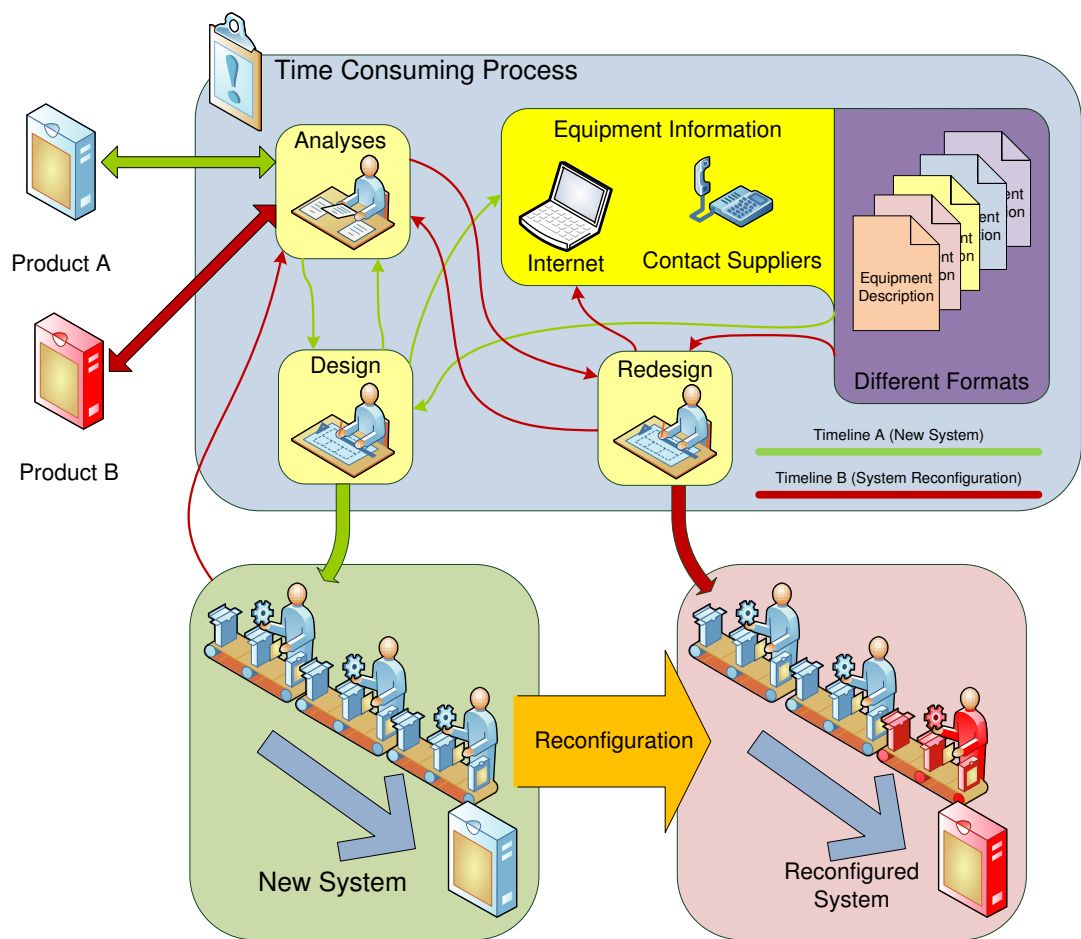 Time Consuming Process
Product A
Product B
Analyses
Equipment Information
Internet
Contact Suppliers
Equipment
Description
Different Formats
Design
Redesign
Timeline A (New System)
Timeline B (System Reconfiguration)
Reconfiguration
New System
Reconfigured
System